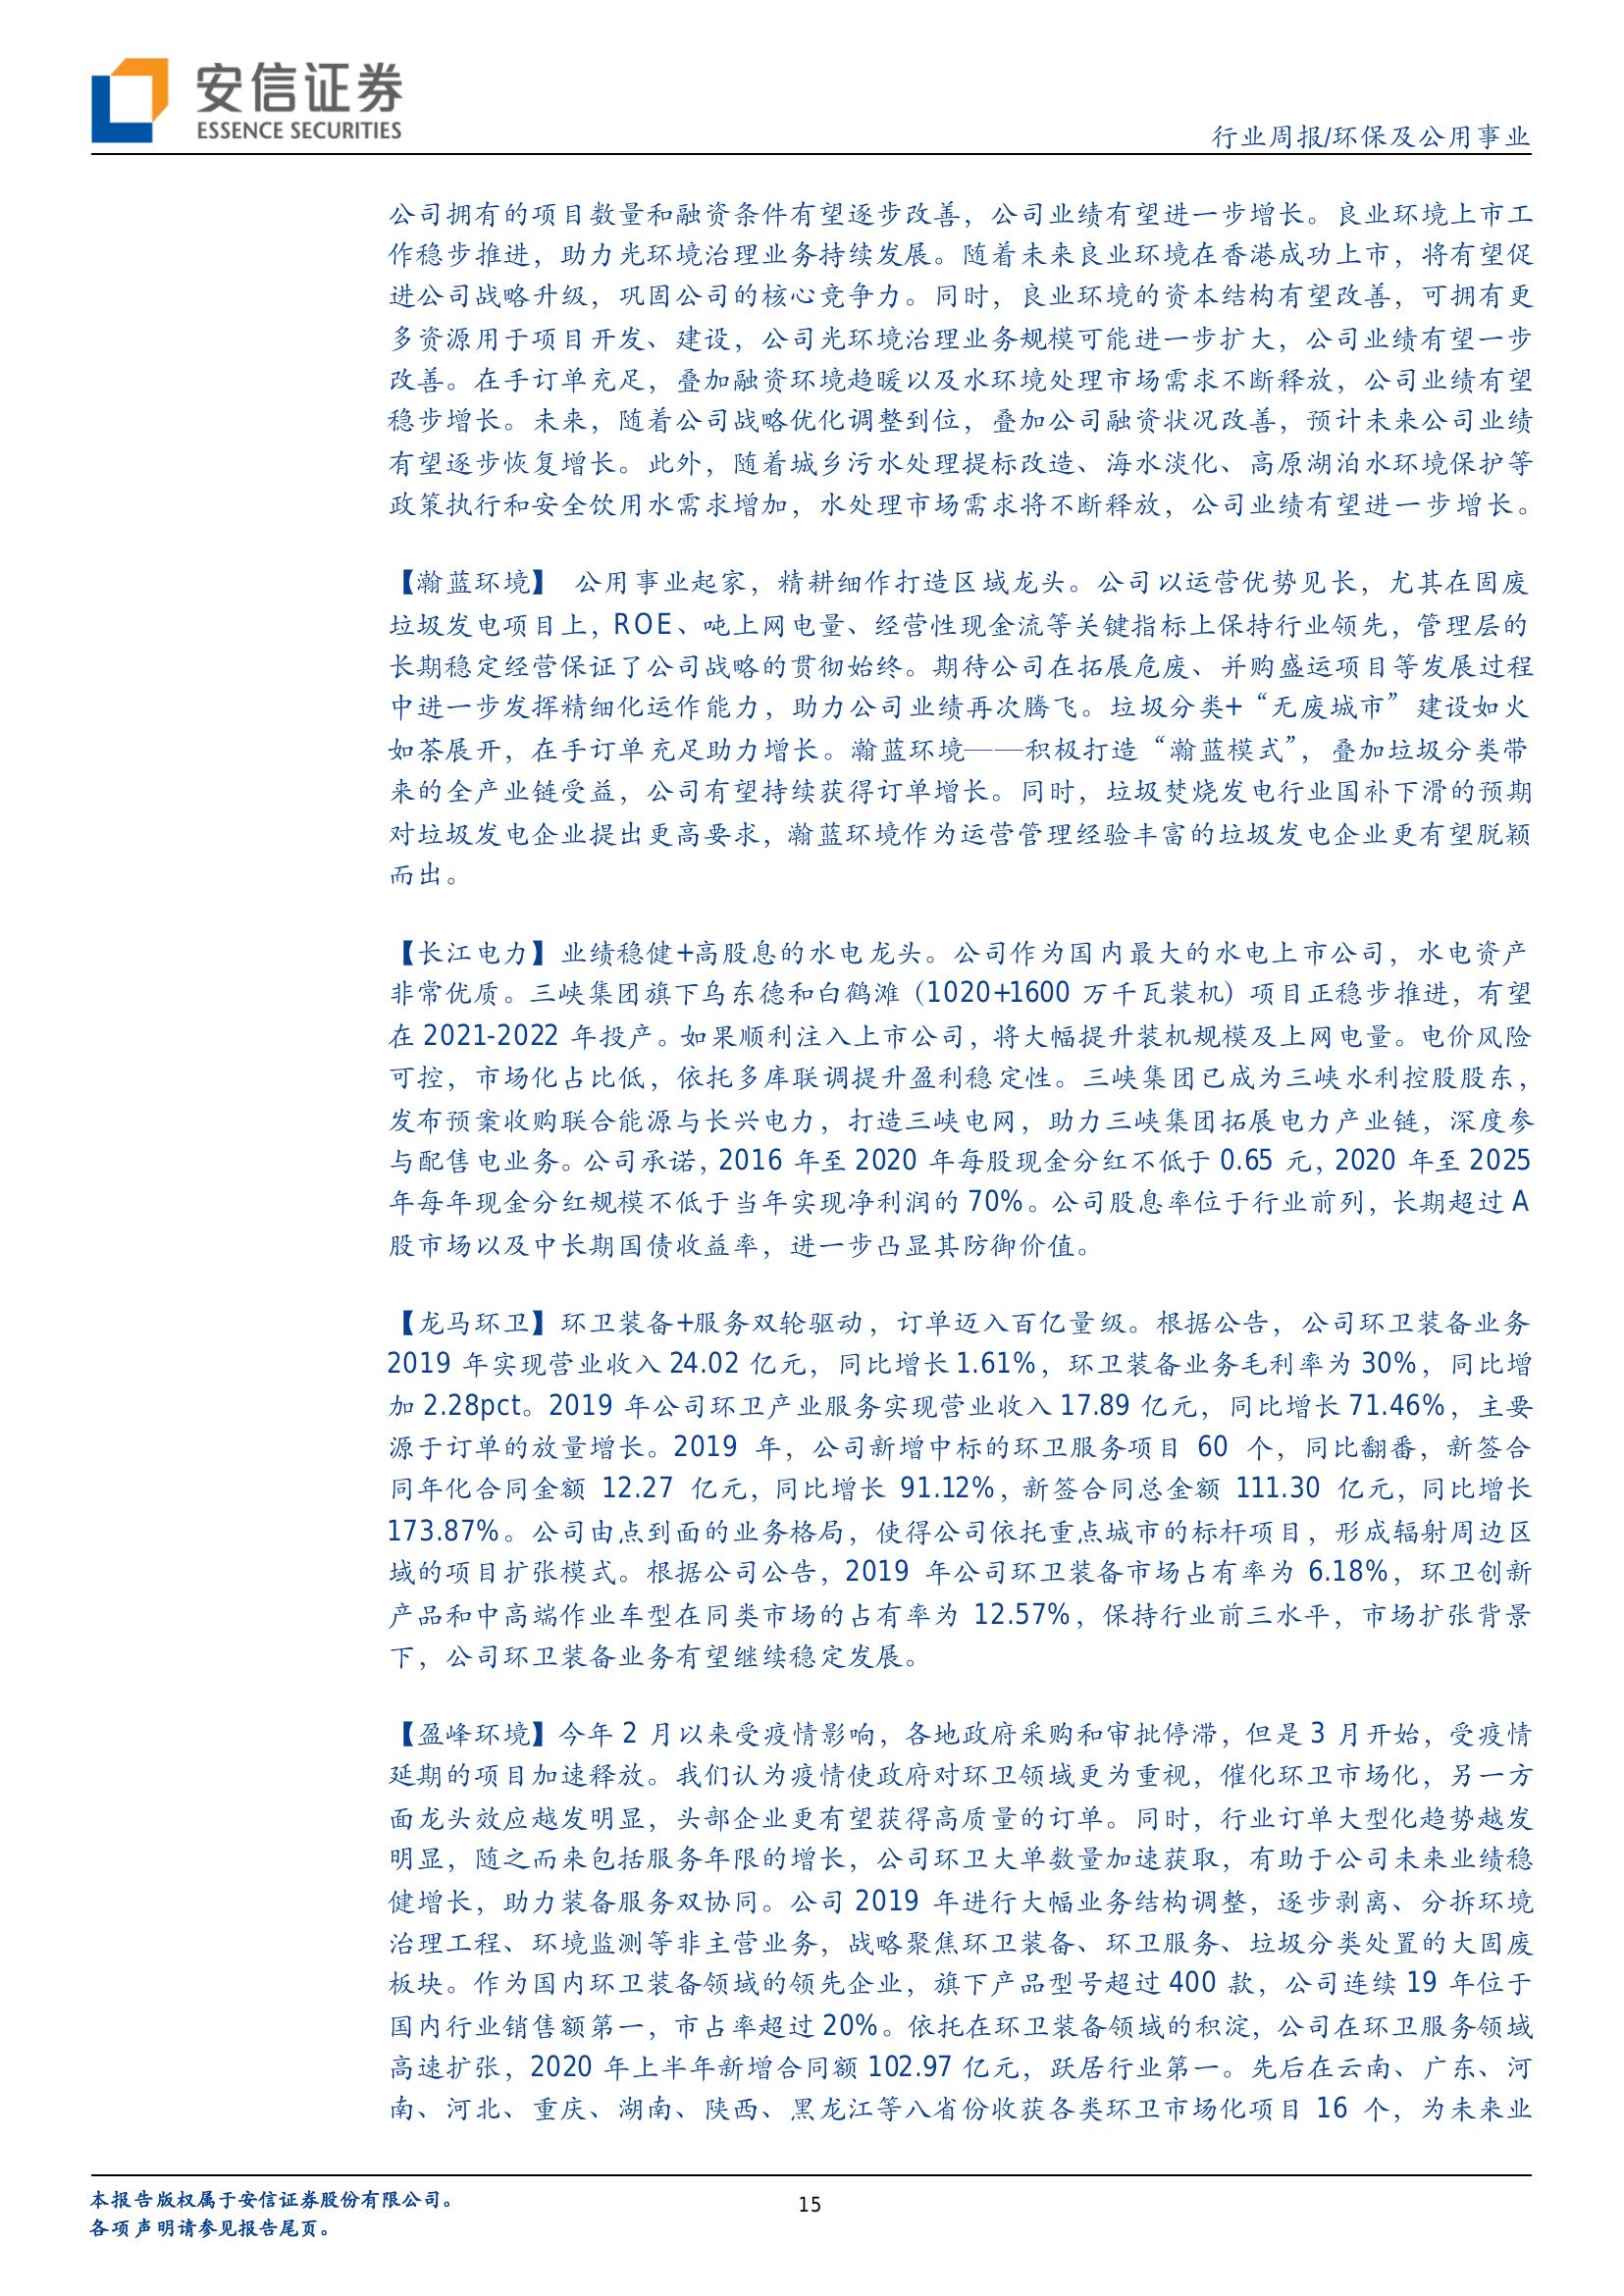 安信证券
ESSENCE SECURITIES
行业周报/环保及公用事业
公司拥有的项目数量和融资条件有望逐步改善，公司业绩有望进一步增长。良业环境上市工
作稳步推进，助力光环境治理业务持续发展。随着未来良业环境在香港成功上市，将有望促
进公司战略升级，巩固公司的核心竞争力。同时，良业环境的资本结构有望改善，可拥有更
多资源用于项目开发、建设，公司光环境治理业务规模可能进一步扩大，公司业绩有望一步
改善。在手订单充足，叠加融资环境趋暖以及水环境处理市场需求不断释放，公司业绩有望
稳步增长。未来，随着公司战略优化调整到位，叠加公司融资状况改善，预计未来公司业绩
有望逐步恢复增长。此外，随着城乡污水处理提标改造、海水淡化、高原湖泊水环境保护等
政策执行和安全饮用水需求增加，水处理市场需求将不断释放，公司业绩有望进一步增长。
【瀚蓝环境】 公用事业起家，精耕细作打造区域龙头。公司以运营优势见长，尤其在固废
垃圾发电项目上，ROE、吨上网电量、经营性现金流等关键指标上保持行业领先，管理层的
长期稳定经营保证了公司战略的贯彻始终。期待公司在拓展危废、并购盛运项目等发展过程
中进一步发挥精细化运作能力，助力公司业绩再次腾飞。垃圾分类+“无废城市”建设如火
如荼展开，在手订单充足助力增长。瀚蓝环境——积极打造“瀚蓝模式”，叠加垃圾分类带
来的全产业链受益，公司有望持续获得订单增长。同时，垃圾焚烧发电行业国补下滑的预期
对垃圾发电企业提出更高要求，瀚蓝环境作为运营管理经验丰富的垃圾发电企业更有望脱颖
而出。
【长江电力】业绩稳健+高股息的水电龙头。公司作为国内最大的水电上市公司，水电资产
非常优质。三峡集团旗下乌东德和白鹤滩（1020+1600 万千瓦装机）项目正稳步推进，有望
在 2021-2022 年投产。如果顺利注入上市公司，将大幅提升装机规模及上网电量。电价风险
可控，市场化占比低，依托多库联调提升盈利稳定性。三峡集团已成为三峡水利控股股东，
发布预案收购联合能源与长兴电力，打造三峡电网，助力三峡集团拓展电力产业链，深度参
与配售电业务。公司承诺，2016 年至 2020 年每股现金分红不低于 0.65 元，2020 年至 2025
年每年现金分红规模不低于当年实现净利润的 70%。公司股息率位于行业前列，长期超过 A
股市场以及中长期国债收益率，进一步凸显其防御价值。
【龙马环卫】环卫装备+服务双轮驱动，订单迈入百亿量级。根据公告，公司环卫装备业务
2019 年实现营业收入 24.02 亿元，同比增长 1.61%，环卫装备业务毛利率为 30%，同比增
加 2.28pct。2019 年公司环卫产业服务实现营业收入 17.89 亿元，同比增长 71.46%，主要
源于订单的放量增长。2019 年，公司新增中标的环卫服务项目 60 个，同比翻番，新签合
同年化合同金额 12.27 亿元，同比增长 91.12%，新签合同总金额 111.30 亿元，同比增长
173.87%。公司由点到面的业务格局，使得公司依托重点城市的标杆项目，形成辐射周边区
域的项目扩张模式。根据公司公告，2019 年公司环卫装备市场占有率为 6.18%，环卫创新
产品和中高端作业车型在同类市场的占有率为 12.57%，保持行业前三水平，市场扩张背景
下，公司环卫装备业务有望继续稳定发展。
【盈峰环境】今年 2 月以来受疫情影响，各地政府采购和审批停滞，但是 3 月开始，受疫情
延期的项目加速释放。我们认为疫情使政府对环卫领域更为重视，催化环卫市场化，另一方
面龙头效应越发明显，头部企业更有望获得高质量的订单。同时，行业订单大型化趋势越发
明显，随之而来包括服务年限的增长，公司环卫大单数量加速获取，有助于公司未来业绩稳
健增长，助力装备服务双协同。公司 2019 年进行大幅业务结构调整，逐步剥离、分拆环境
治理工程、环境监测等非主营业务，战略聚焦环卫装备、环卫服务、垃圾分类处置的大固废
板块。作为国内环卫装备领域的领先企业，旗下产品型号超过 400 款，公司连续 19 年位于
国内行业销售额第一，市占率超过 20%。依托在环卫装备领域的积淀，公司在环卫服务领域
高速扩张，2020 年上半年新增合同额 102.97 亿元，跃居行业第一。先后在云南、广东、河
南、河北、重庆、湖南、陕西、黑龙江等八省份收获各类环卫市场化项目 16 个，为未来业
本报告版权属于安信证券股份有限公司。
各项声明请参见报告尾页。
15